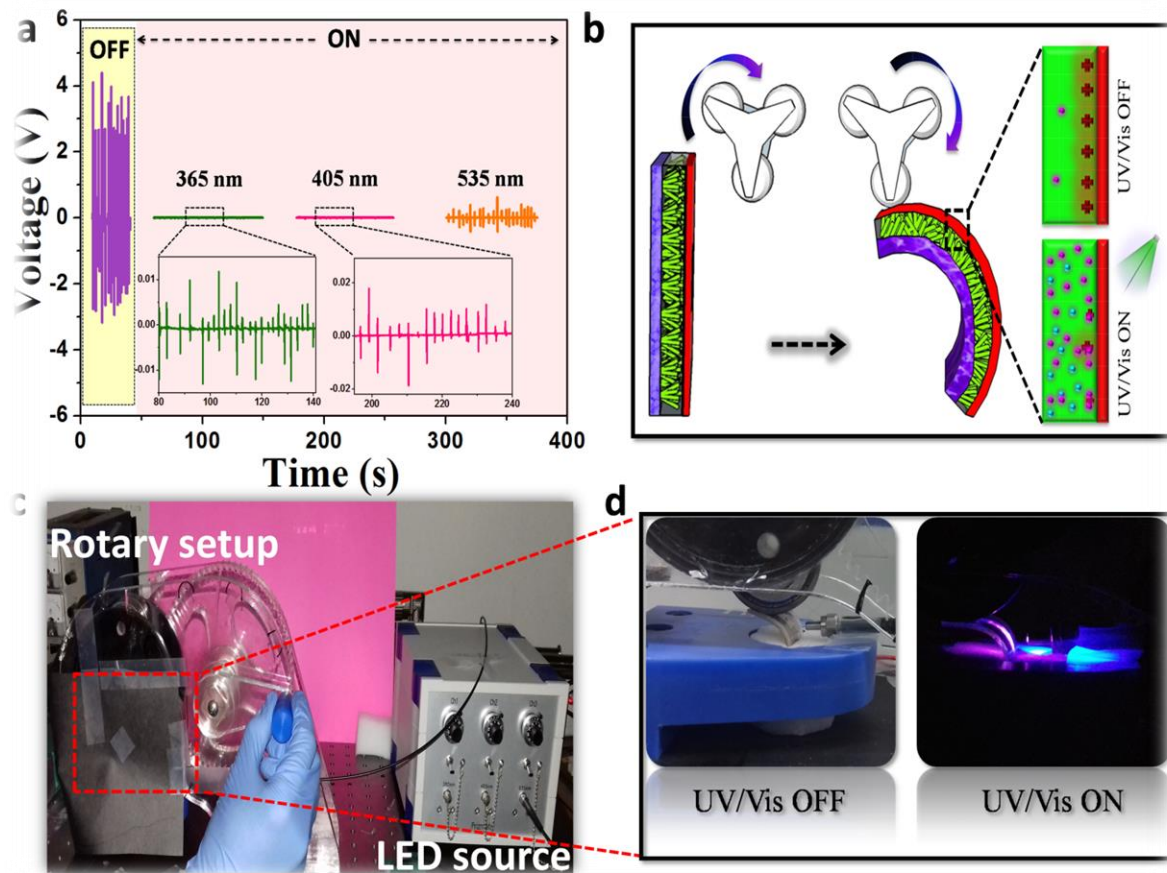 a
OFF
ON
365 nm
405 nm
535 nm
Voltage (V)
6
4
2
0
-2
-4
-6
0.01
0.00
-0.01
80
100
120
140
0.02
0.00
-0.02
200
220
240
0
100
200
300
400
Time (s)
b
UV/Vis OFF
UV/Vis ON
c
Rotary setup
LED source
d
UV/Vis OFF
UV/Vis ON